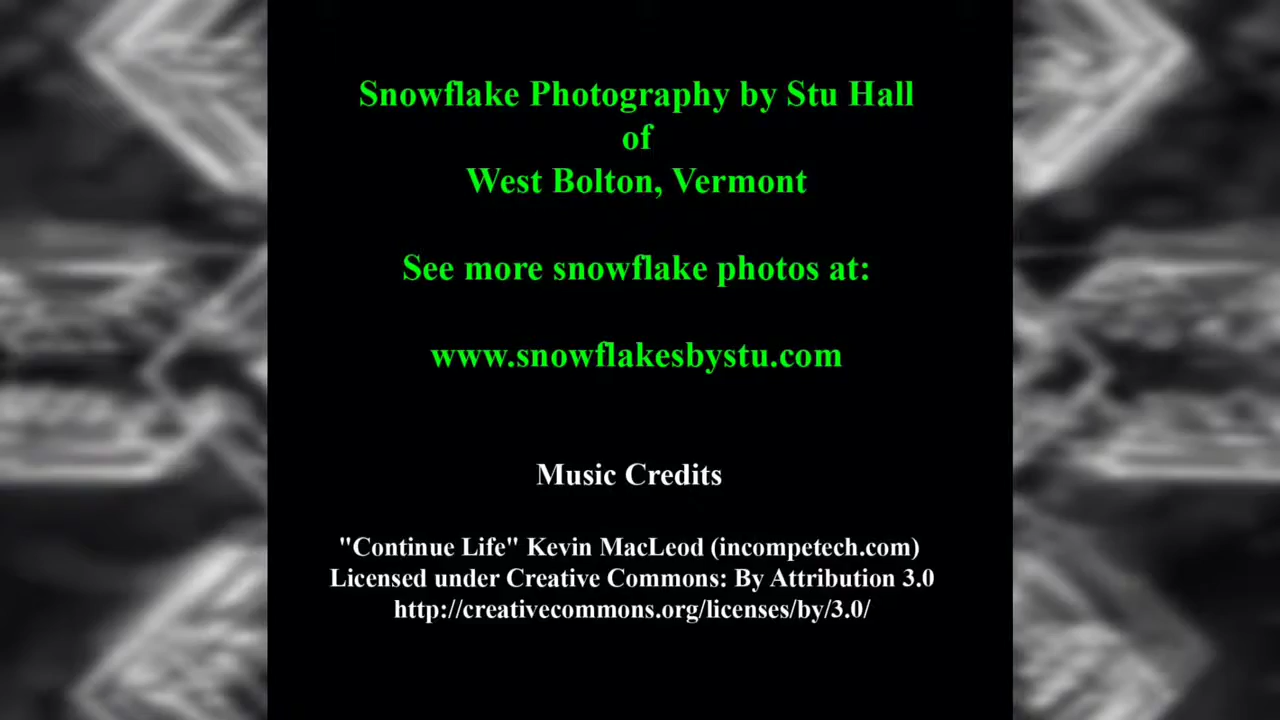 Snowflake Photography by Stu Hall
of
West Bolton, Vermont
See more snowflake photos at:
www.snowflakesbystu.com
Music Credits
"Continue Life" Kevin MacLeod (incompetech.com)
Licensed under Creative Commons: By Attribution 3.0
http://creativecommons.org/licenses/by/3.0/